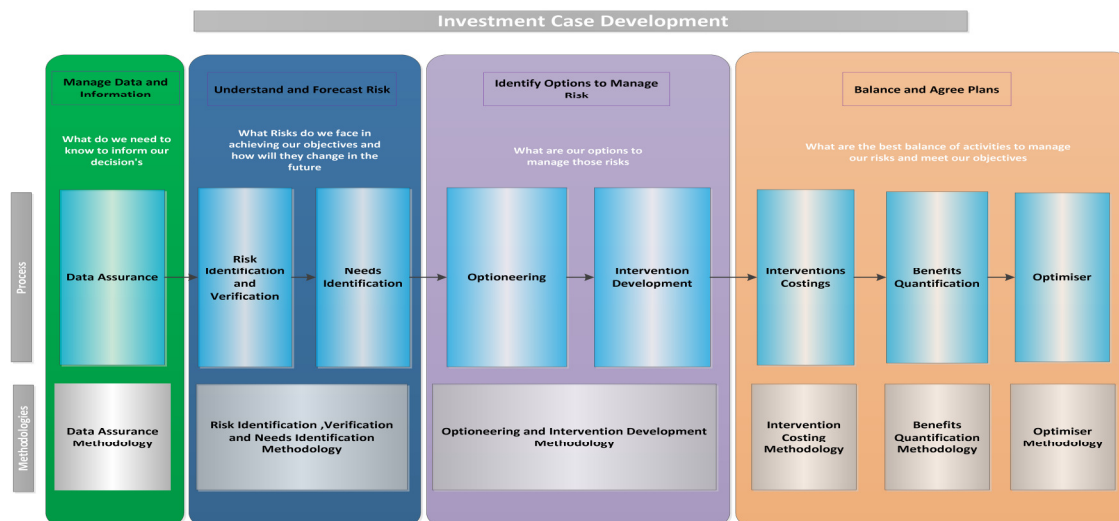 Investment Case Development
Manage Data and
Information
What do we need to
know to inform our
decision's
Understand and Forecast Risk
What Risks do we face in
achieving our objectives and
how will they change in the
future
Identify Options to Manage
Risk
What are our options to
manage those risks
Balance and Agree Plans
What are the best balance of activities to manage
our risks and meet our objectives
Process
Data Assurance
Risk
Identification
and
Verification
Needs
Identification
Optioneering
Intervention
Development
Interventions
Costings
Benefits
Quantification
Optimiser
Methodologies
Data Assurance
Methodology
Risk Identification ,Verification
and Needs Identification
Methodology
Optioneering and Intervention Development
Methodology
Intervention
Costing
Methodology
Benefits
Quantification
Methodology
Optimiser
Methodology